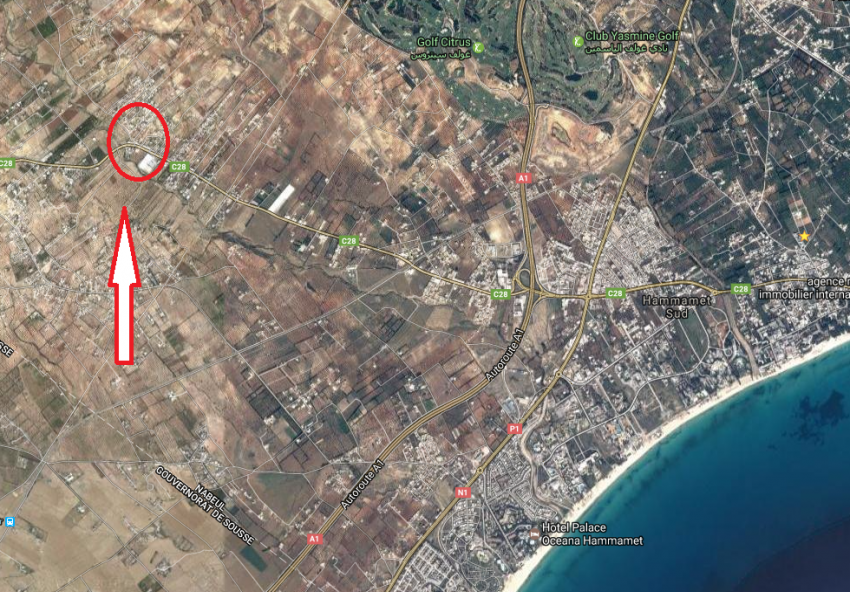 Golf Citrus
غولف سيتروس
Club Yasmine Golf
نادي غولف الياسمين
C28
C28
A1
C28
C28
C28
C28
Hammamet
Sud
agence
immobilier interna
Autoroute A1
P1
Autoroute A1
N1
NABEUL
GOUVERNORAT DE SOUSSE
A1
Hotel Palace
Oceana Hammamet